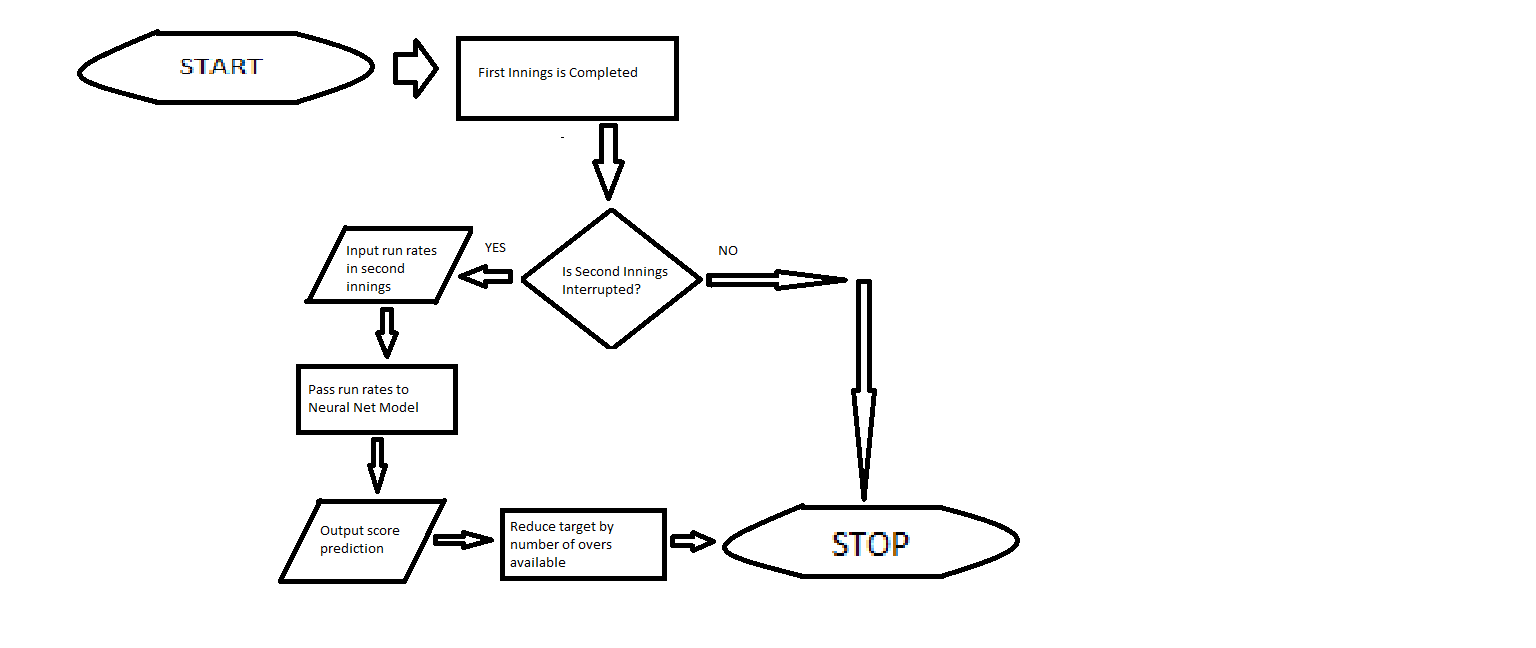 START
First Innings is Completed
Is Second Innings
Interrupted?
YES
NO
Input run rates
in second
innings
Pass run rates to
Neural Net Model
Output score
prediction
Reduce target by
number of overs
available
STOP